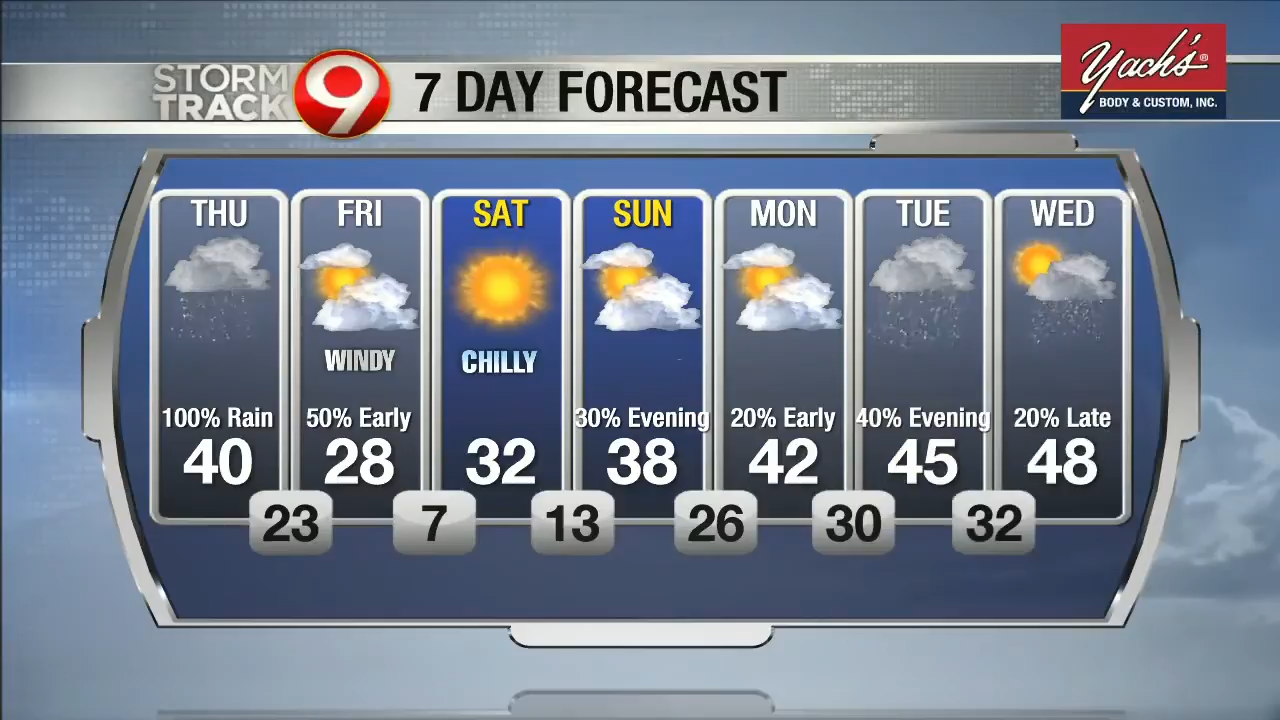 STORM
TRACK
9
7 DAY FORECAST
Yach's®
BODY & CUSTOM, INC.
THU FRI SAT SUN MON TUE WED
WINDY CHILLY
100% Rain 50% Early 30% Evening 20% Early 40% Evening 20% Late
40 28 32 38 42 45 48
23 7 13 26 30 32